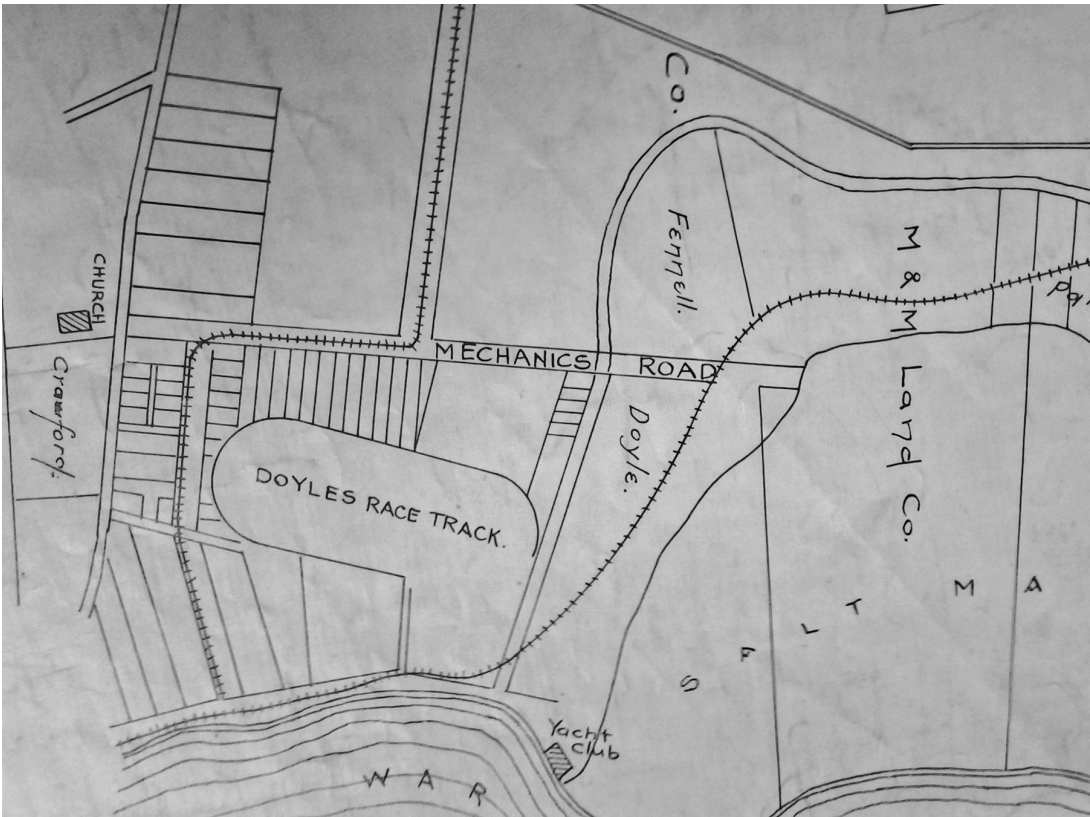 Co.
Fennell.
M & M Land Co.
CHURCH
Crawford.
MECHANICS ROAD
Doyle.
DOYLES RACE TRACK.
M A
S F L T
Yacht
Club
W A R